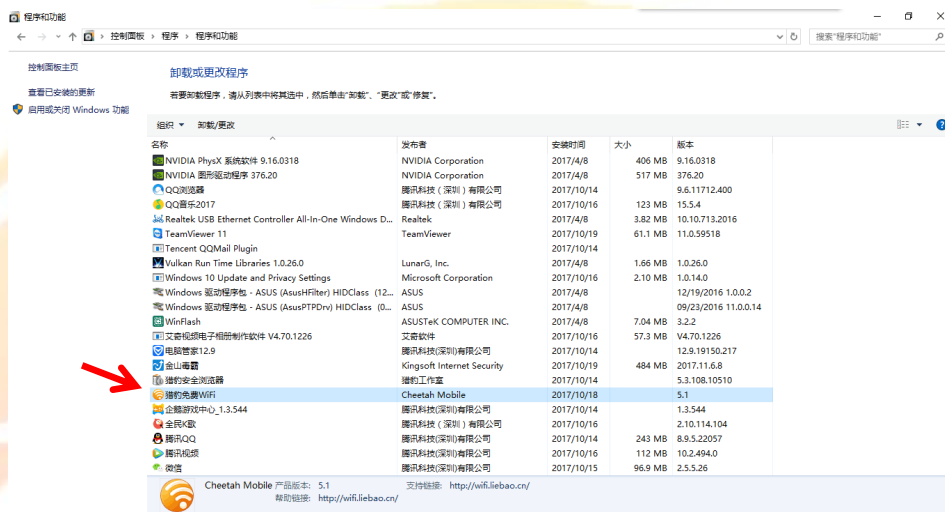 程序和功能
控制面板 › 程序 › 程序和功能
搜索"程序和功能"
控制面板主页
查看已安装的更新
启用或关闭 Windows 功能
卸载或更改程序
若要卸载程序，请从列表中将其选中，然后单击"卸载"、"更改"或"修复"。
组织 卸载/更改
名称 发布者 安装时间 大小 版本
NVIDIA PhysX 系统软件 9.16.0318 NVIDIA Corporation 2017/4/8 406 MB 9.16.0318
NVIDIA 图形驱动程序 376.20 NVIDIA Corporation 2017/4/8 517 MB 376.20
QQ浏览器 腾讯科技（深圳）有限公司 2017/10/14 9.6.11712.400
QQ音乐2017 腾讯科技（深圳）有限公司 2017/10/16 123 MB 15.5.4
Realtek USB Ethernet Controller All-In-One Windows D... Realtek 2017/4/8 3.82 MB 10.10.713.2016
TeamViewer 11 TeamViewer 2017/10/19 61.1 MB 11.0.59518
Tencent QQMail Plugin 2017/10/14
Vulkan Run Time Libraries 1.0.26.0 LunarG, Inc. 2017/4/8 1.66 MB 1.0.26.0
Windows 10 Update and Privacy Settings Microsoft Corporation 2017/10/16 2.10 MB 1.0.14.0
Windows 驱动程序包 - ASUS (AsusHFilter) HIDClass (12... ASUS 2017/4/8 12/19/2016 1.0.0.2
Windows 驱动程序包 - ASUS (AsusPTPDrv) HIDClass (0... ASUS 2017/4/8 09/23/2016 11.0.0.14
WinFlash ASUSTeK COMPUTER INC. 2017/4/8 7.04 MB 3.2.2
艾奇视频电子相册制作软件 V4.70.1226 艾奇软件 2017/10/16 57.3 MB V4.70.1226
电脑管家12.9 腾讯科技(深圳)有限公司 2017/10/14 12.9.19150.217
金山毒霸 Kingsoft Internet Security 2017/10/19 484 MB 2017.11.6.8
猎豹安全浏览器 猎豹工作室 2017/10/14 5.3.108.10510
猎豹免费WiFi Cheetah Mobile 2017/10/18 5.1
企鹅游戏中心_1.3.544 腾讯科技(深圳)有限公司 2017/10/14 1.3.544
全民K歌 腾讯科技（深圳）有限公司 2017/10/16 2.10.114.104
腾讯QQ 腾讯科技(深圳)有限公司 2017/10/14 243 MB 8.9.5.22057
腾讯视频 腾讯科技(深圳)有限公司 2017/10/16 112 MB 10.2.494.0
微信 腾讯科技(深圳)有限公司 2017/10/15 96.9 MB 2.5.5.26
Cheetah Mobile 产品版本: 5.1 支持链接: http://wifi.liebao.cn/
帮助链接: http://wifi.liebao.cn/